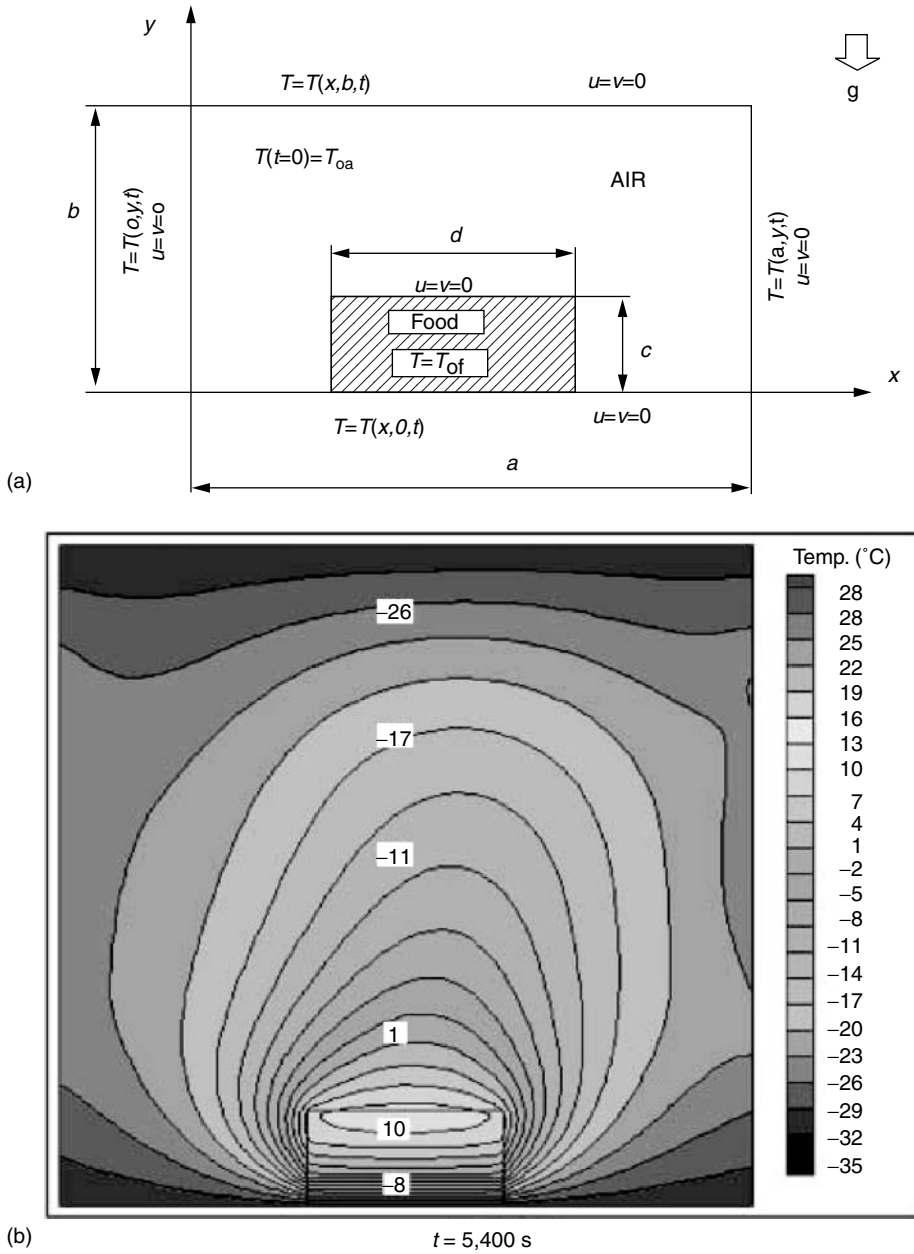 y
T=T(x,b,t)
u=v=0
g
T(t=0)=Toa
AIR
b
T=T(o,y,t)
u=v=o
d
T=T(a,y,t)
u=v=0
u=v=0
Food
T=Tof
c
x
T=T(x,0,t)
u=v=0
a
(a)
Temp. (˚C)
28
28
25
22
19
16
13
10
7
4
1
–2
–5
–8
–11
–14
–17
–20
–23
–26
–29
–32
–35
–26
–17
–11
1
10
–8
(b)
t = 5,400 s